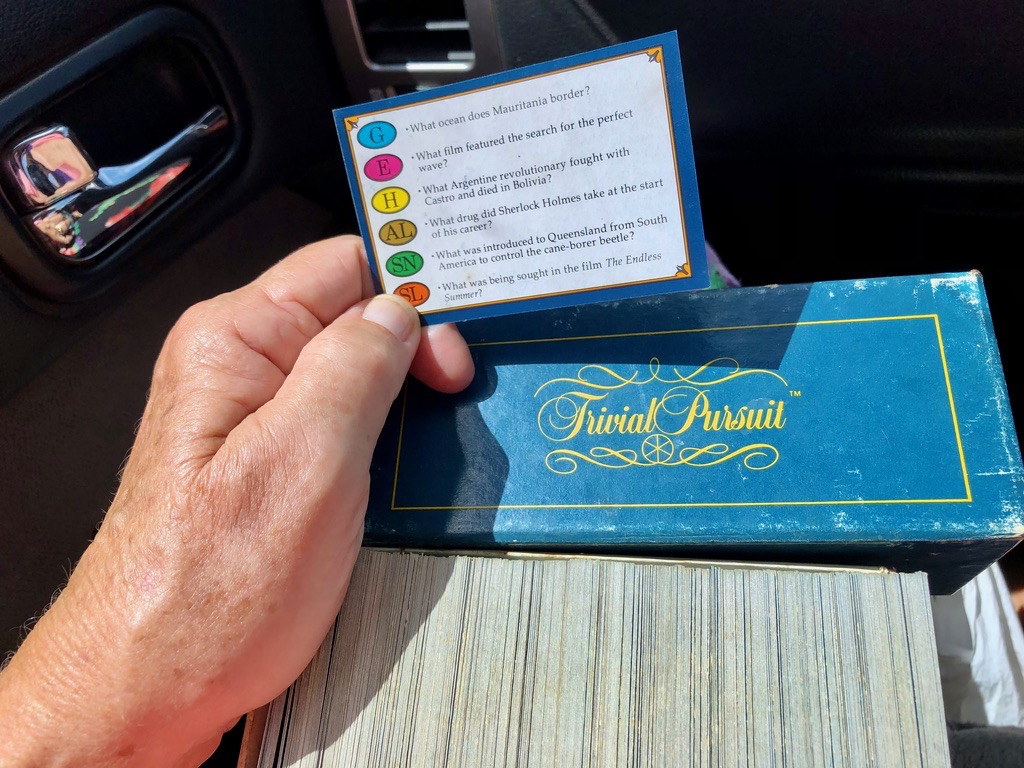 G · What ocean does Mauritania border?
E · What film featured the search for the perfect
wave?
H · What Argentine revolutionary fought with
Castro and died in Bolivia?
AL · What drug did Sherlock Holmes take at the start
of his career?
SN · What was introduced to Queensland from South
America to control the cane-borer beetle?
SL · What was being sought in the film The Endless
Summer?
Trivial Pursuit™